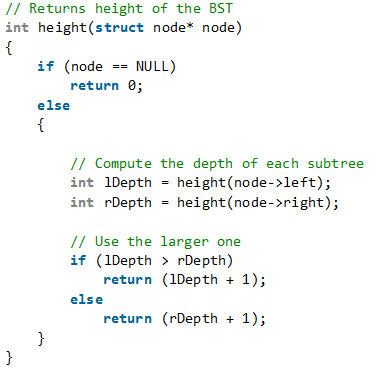 // Returns height of the BST
int height(struct node* node)
{
    if (node == NULL)
        return 0;
    else
    {
        // Compute the depth of each subtree
        int lDepth = height(node->left);
        int rDepth = height(node->right);
        // Use the larger one
        if (lDepth > rDepth)
            return (lDepth + 1);
        else
            return (rDepth + 1);
    }
}